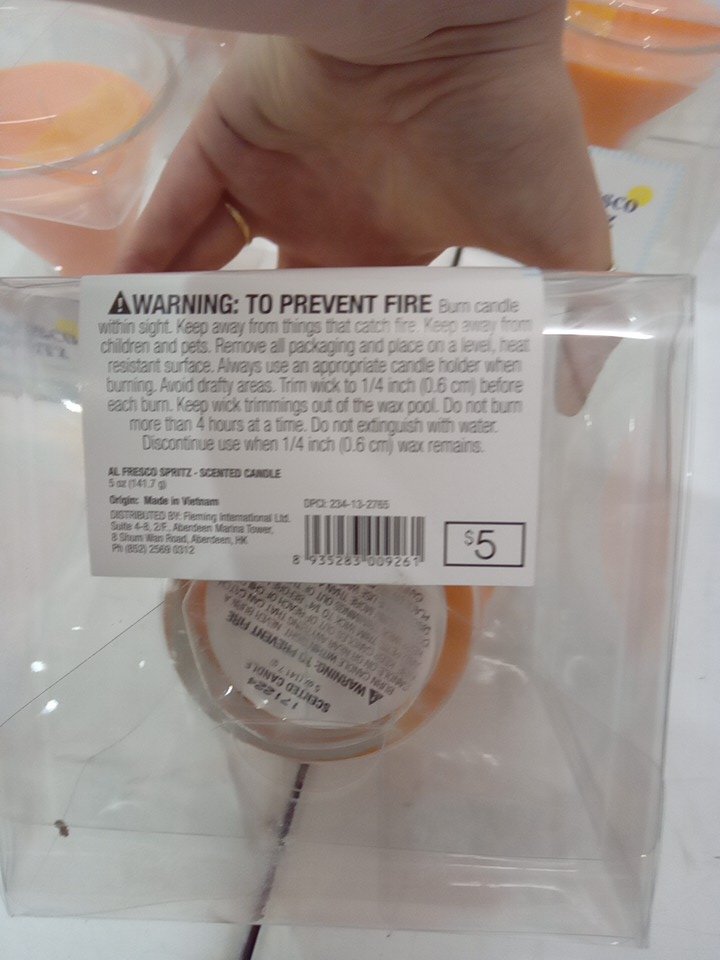 WARNING: TO PREVENT FIRE Burn candle
within sight. Keep away from things that catch fire. Keep away from
children and pets. Remove all packaging and place on a level, heat
resistant surface. Always use an appropriate candle holder when
burning. Avoid drafty areas. Trim wick to 1/4 inch (0.6 cm) before
each burn. Keep wick trimmings out of the wax pool. Do not burn
more than 4 hours at a time. Do not extinguish with water.
Discontinue use when 1/4 inch (0.6 cm) wax remains.
AL FRESCO SPRITZ - SCENTED CANDLE
5 oz (141.7 g)
Origin: Made in Vietnam
DPCI: 234-13-2765
DISTRIBUTED BY: Fleming International Ltd.
Suite 4-8, 2/F, Aberdeen Marina Tower,
8 Shum Wan Road, Aberdeen, HK
Ph (852) 2569 0312
8 935283 009261
$5
WARNING: TO PREVENT FIRE
SCENTED CANDLE
5 oz (141.7 g)
171224